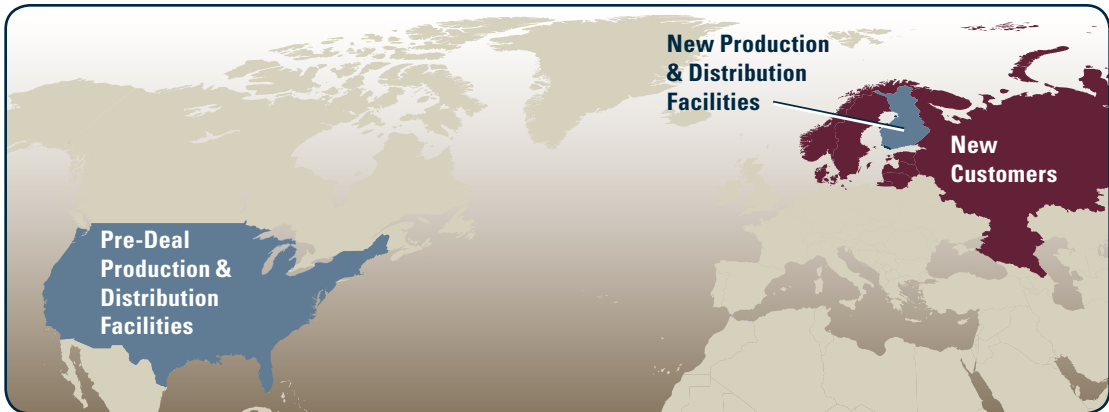 New Production
& Distribution
Facilities
New
Customers
Pre-Deal
Production &
Distribution
Facilities